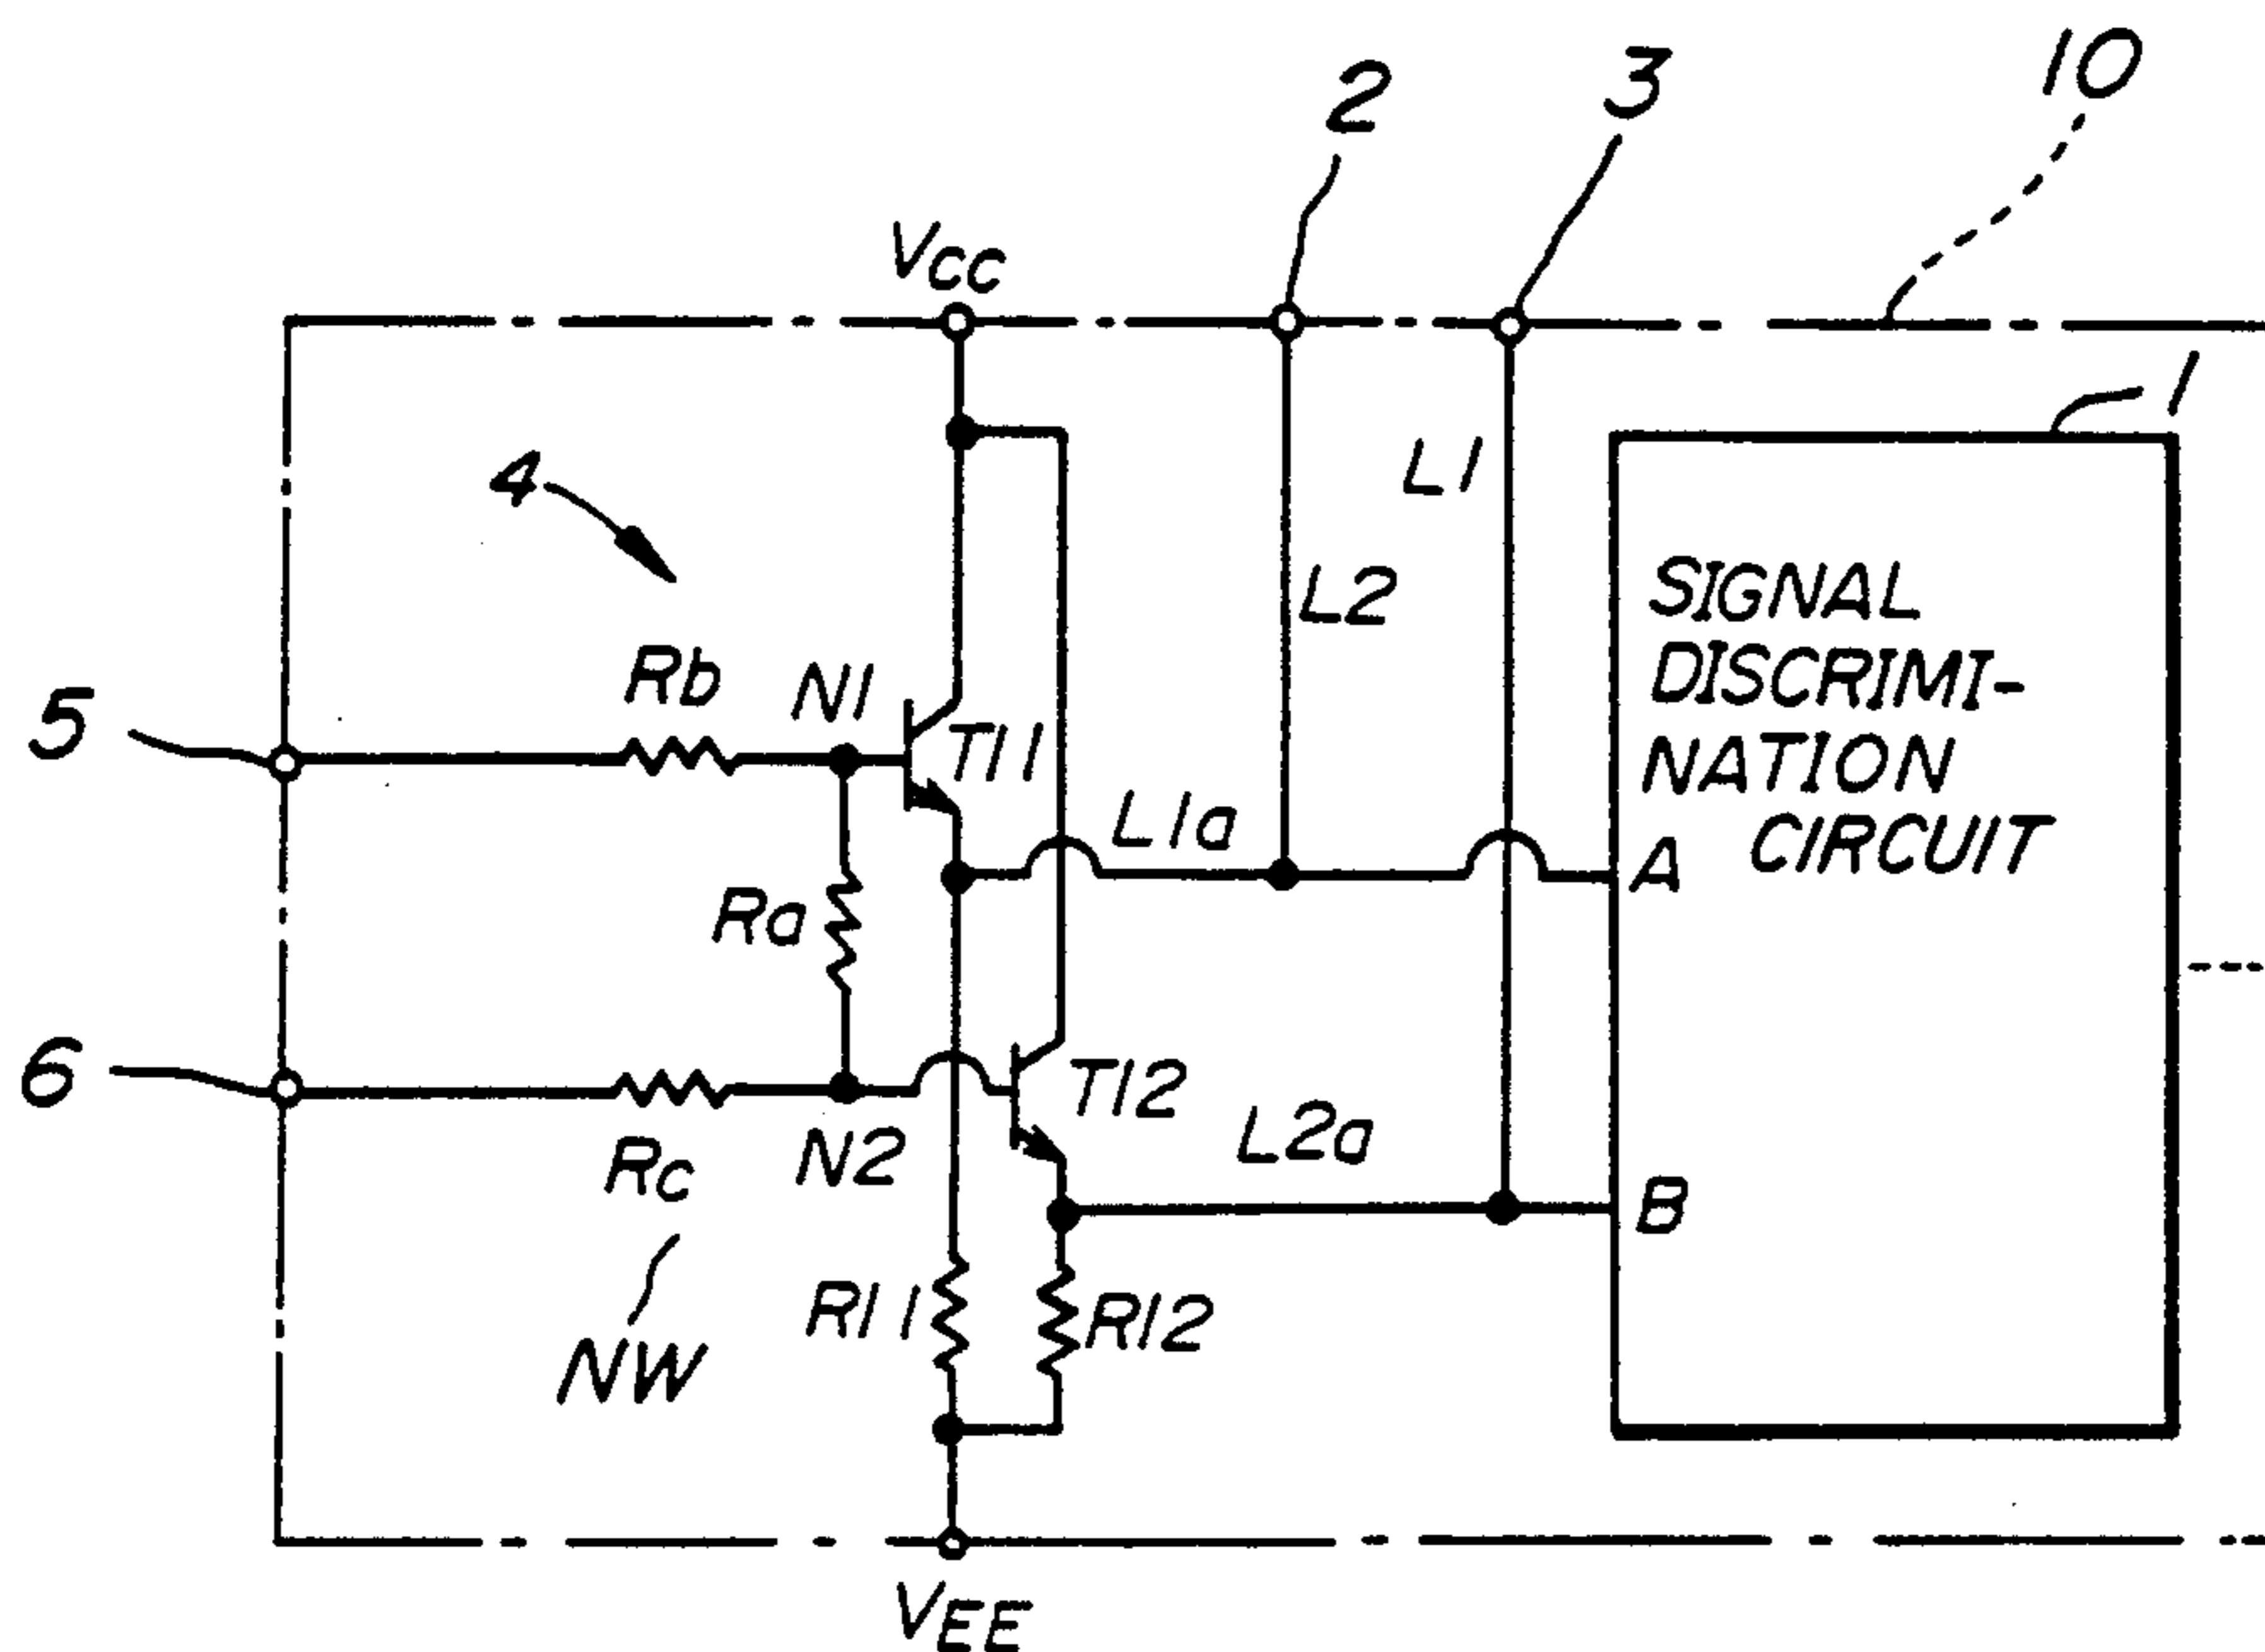 10
3
2
VCC
1
4
L1
L2
SIGNAL
DISCRIMI-
NATION
CIRCUIT
Rb
N1
5
T11
L1a
A
Ra
6
T12
L2a
Rc
N2
B
R11
R12
NW
VEE